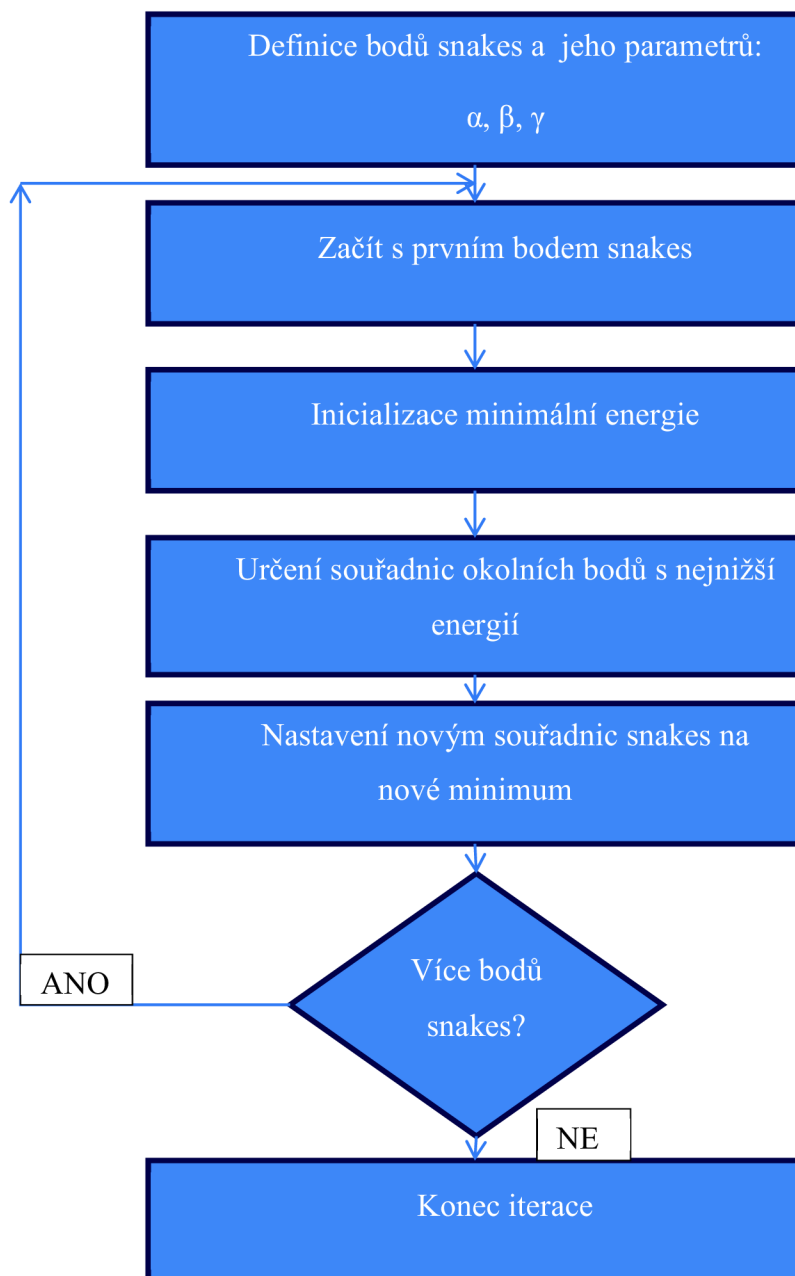 Definice bodů snakes a  jeho parametrů:
α, β, γ
Začít s prvním bodem snakes
Inicializace minimální energie
Určení souřadnic okolních bodů s nejnižší
energií
Nastavení novým souřadnic snakes na
nové minimum
Více bodů
snakes?
ANO
NE
Konec iterace